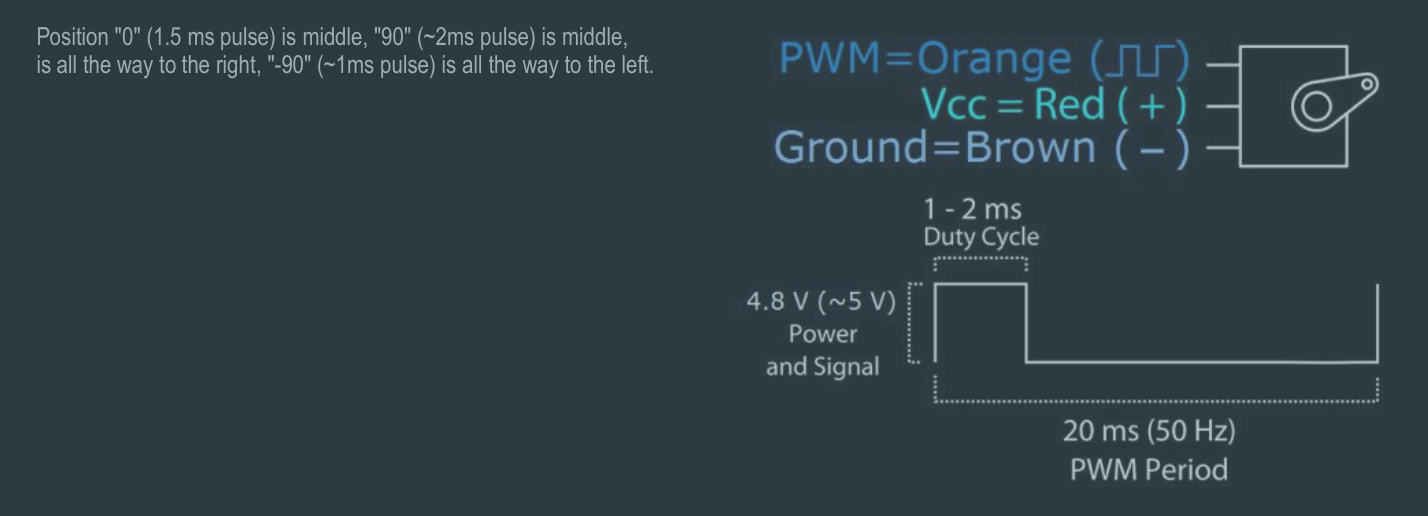 Position "0" (1.5 ms pulse) is middle, "90" (~2ms pulse) is middle,
is all the way to the right, "-90" (~1ms pulse) is all the way to the left.
PWM=Orange (⎍⎍)
Vcc = Red ( + )
Ground=Brown ( − )
1 - 2 ms
Duty Cycle
4.8 V (~5 V)
Power
and Signal
20 ms (50 Hz)
PWM Period